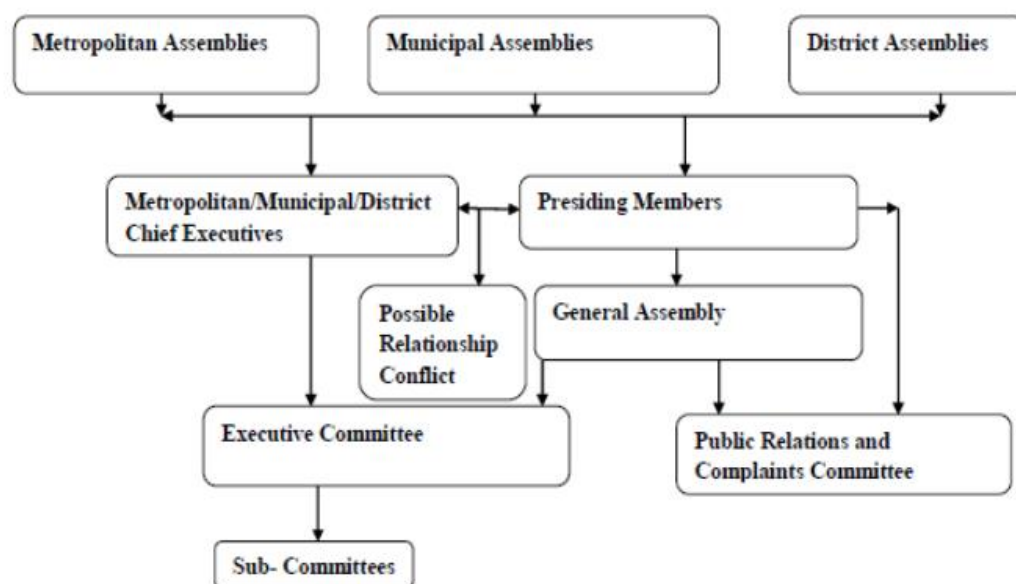 Metropolitan Assemblies
Municipal Assemblies
District Assemblies
Metropolitan/Municipal/District
Chief Executives
Presiding Members
Possible
Relationship
Conflict
General Assembly
Executive Committee
Public Relations and
Complaints Committee
Sub- Committees